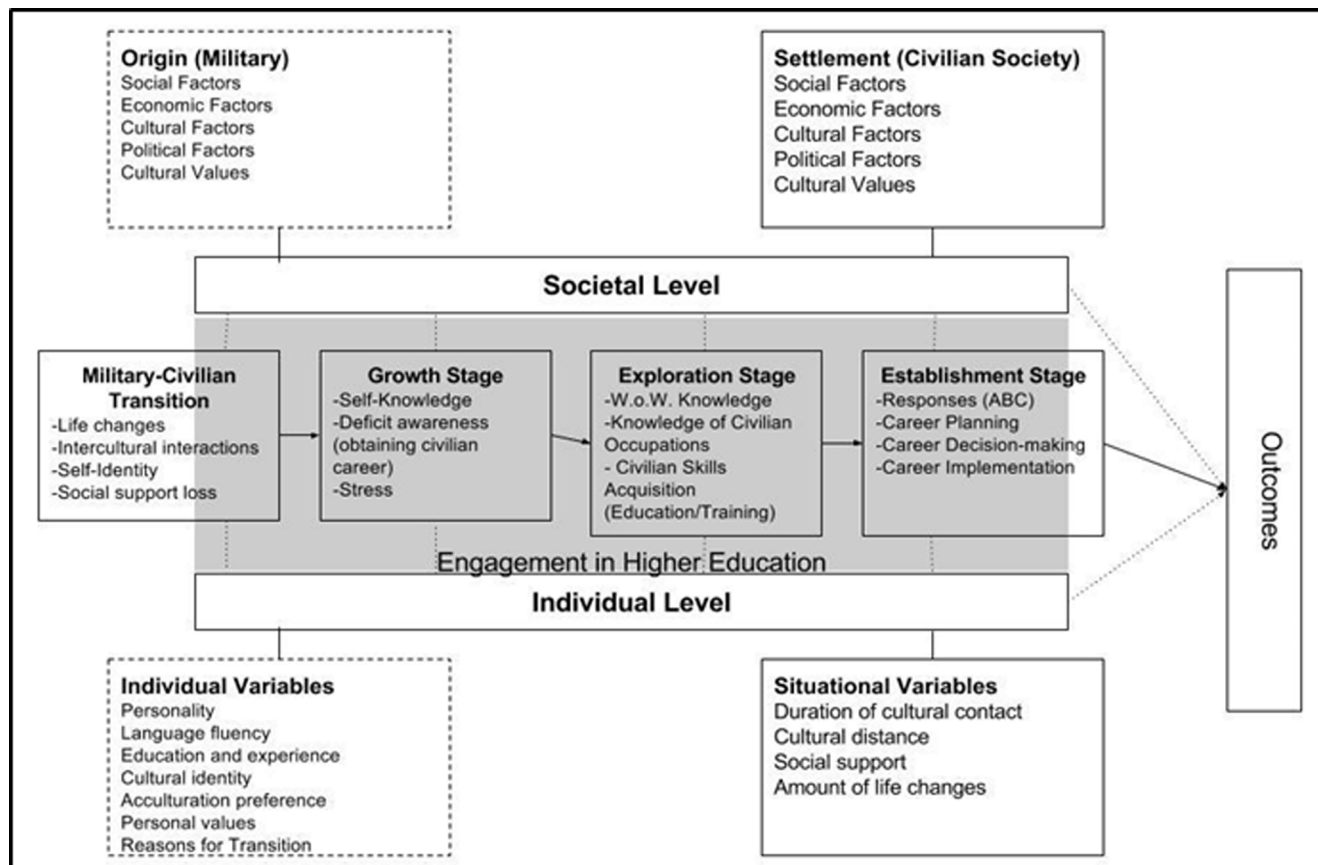 Origin (Military)
Social Factors
Economic Factors
Cultural Factors
Political Factors
Cultural Values
Settlement (Civilian Society)
Social Factors
Economic Factors
Cultural Factors
Political Factors
Cultural Values
Societal Level
Military-Civilian
Transition
-Life changes
-Intercultural interactions
-Self-Identity
-Social support loss
Growth Stage
-Self-Knowledge
-Deficit awareness
(obtaining civilian
career)
-Stress
Exploration Stage
-W.o.W. Knowledge
-Knowledge of Civilian
Occupations
- Civilian Skills
Acquisition
(Education/Training)
Establishment Stage
-Responses (ABC)
-Career Planning
-Career Decision-making
-Career Implementation
Outcomes
Engagement in Higher Education
Individual Level
Individual Variables
Personality
Language fluency
Education and experience
Cultural identity
Acculturation preference
Personal values
Reasons for Transition
Situational Variables
Duration of cultural contact
Cultural distance
Social support
Amount of life changes